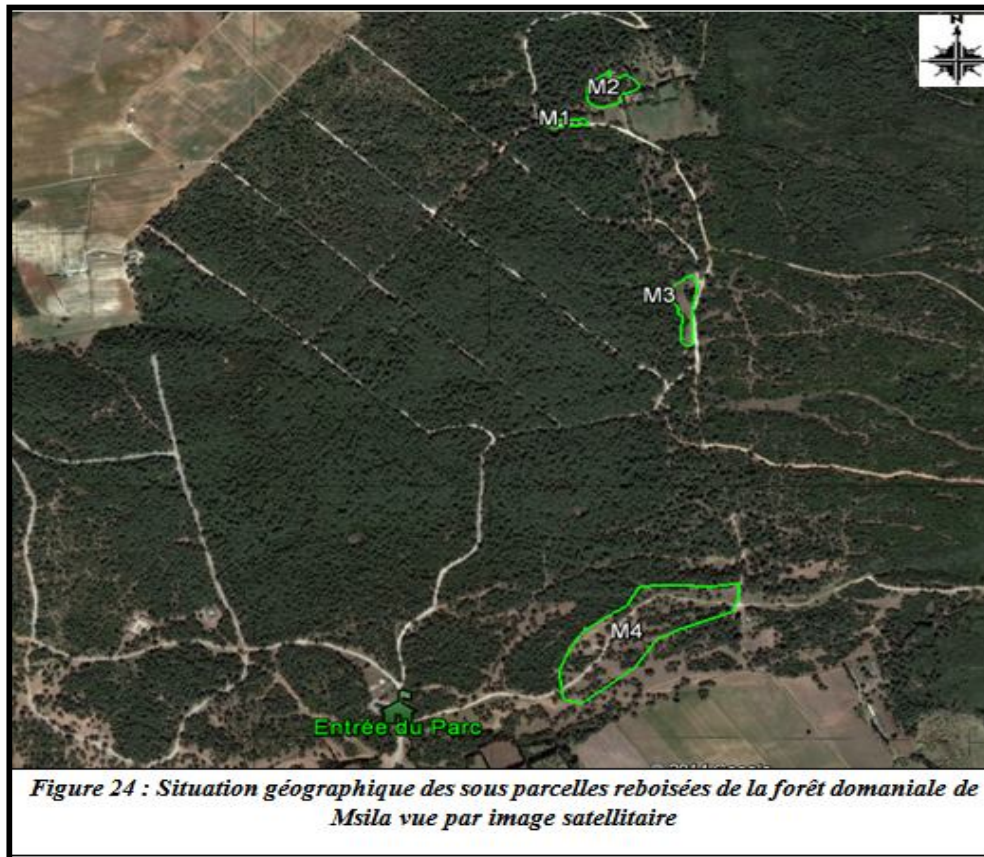 N
M2
M1
M3
M4
Entrée du Parc
Figure 24 : Situation géographique des sous parcelles reboisées de la forêt domaniale de
Msila vue par image satellitaire